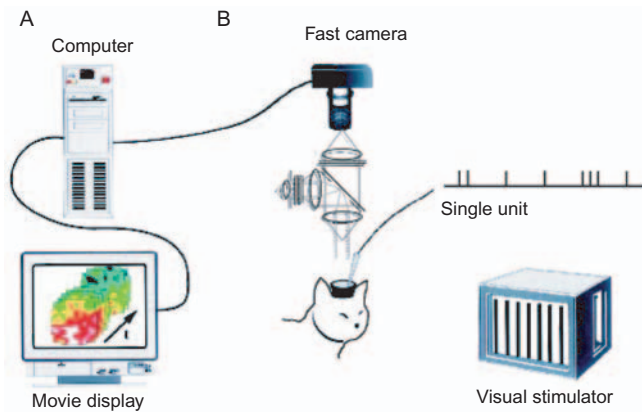 A
B
Computer
Fast camera
Single unit
Movie display
Visual stimulator